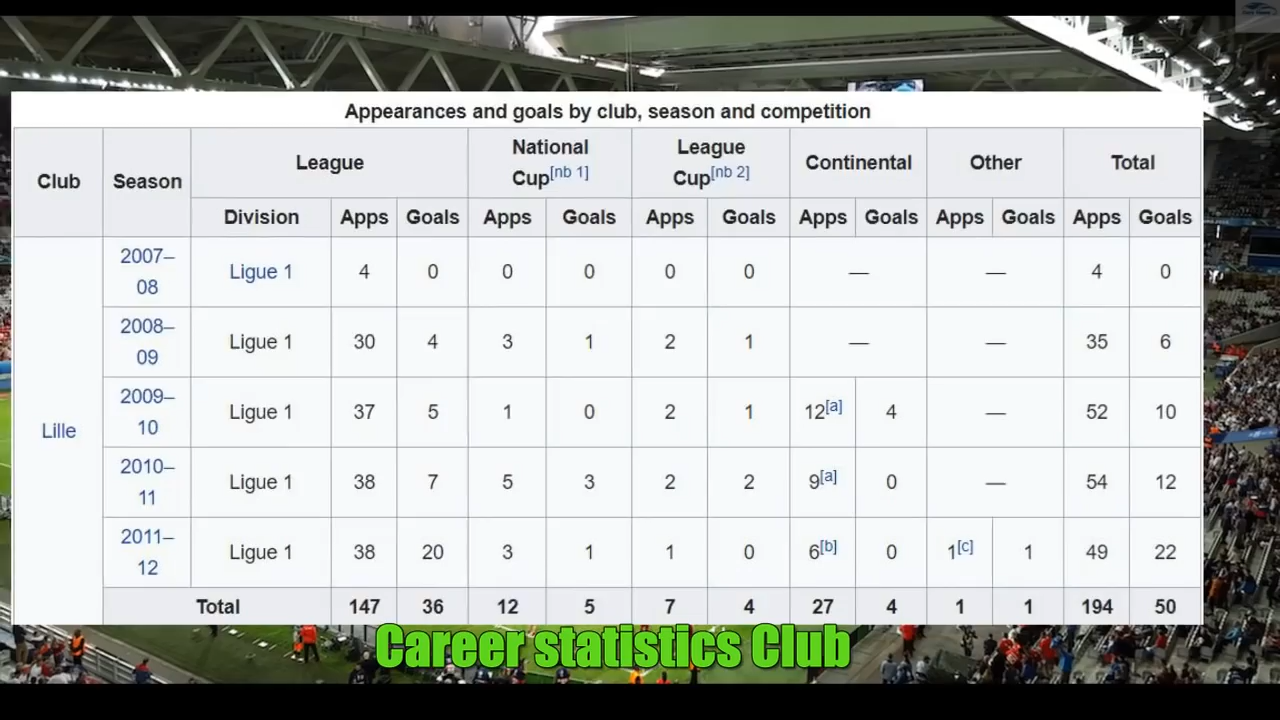 Appearances and goals by club, season and competition
Club Season League National Cup[nb 1] League Cup[nb 2] Continental Other Total
Division Apps Goals Apps Goals Apps Goals Apps Goals Apps Goals Apps Goals
Lille
2007–08 Ligue 1 4 0 0 0 0 0 — — 4 0
2008–09 Ligue 1 30 4 3 1 2 1 — — 35 6
2009–10 Ligue 1 37 5 1 0 2 1 12[a] 4 — 52 10
2010–11 Ligue 1 38 7 5 3 2 2 9[a] 0 — 54 12
2011–12 Ligue 1 38 20 3 1 1 0 6[b] 0 1[c] 1 49 22
Total 147 36 12 5 7 4 27 4 1 1 194 50
Career statistics Club